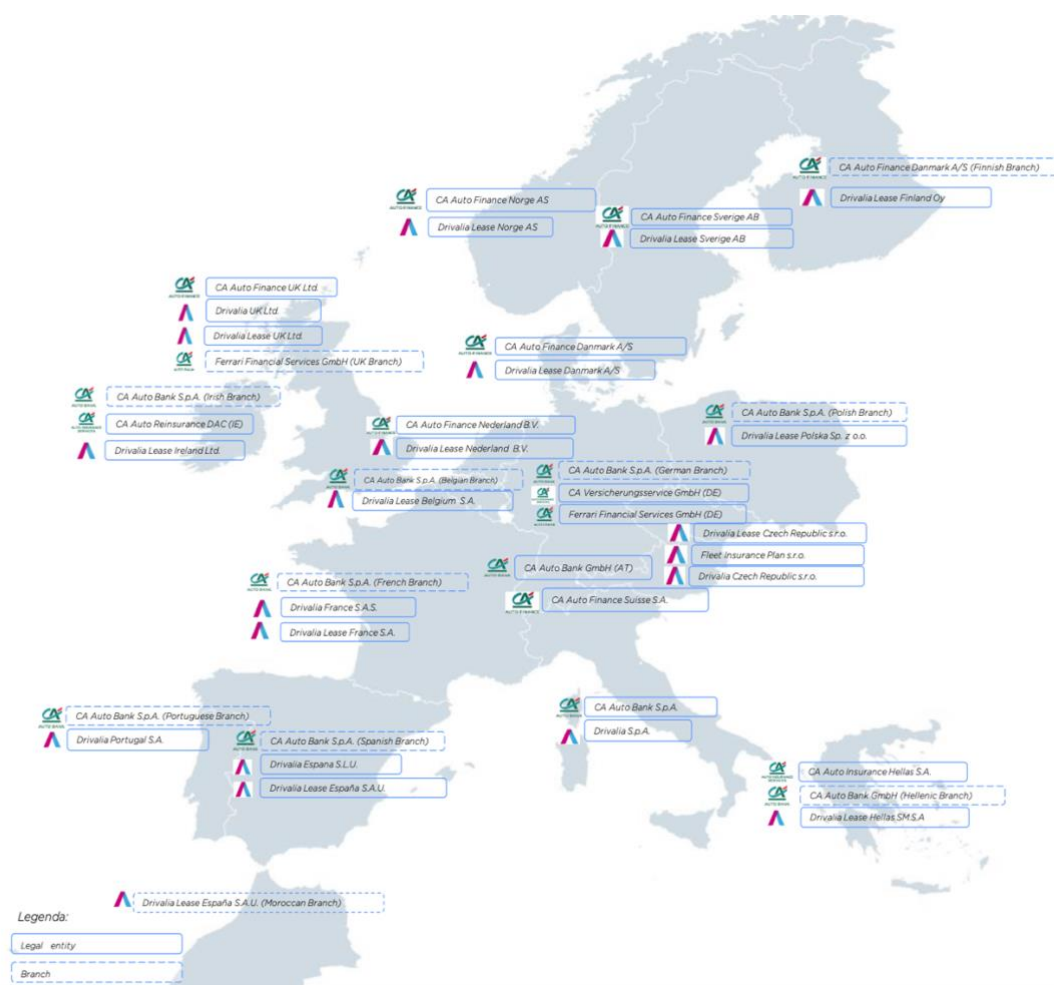 CA Auto Finance Danmark A/S (Finnish Branch)
Drivalia Lease Finland Oy
CA Auto Finance Norge AS
Drivalia Lease Norge AS
CA Auto Finance Sverige AB
Drivalia Lease Sverige AB
CA Auto Finance UK Ltd.
Drivalia UK Ltd.
Drivalia Lease UK Ltd.
Ferrari Financial Services GmbH (UK Branch)
CA Auto Finance Danmark A/S
Drivalia Lease Danmark A/S
CA Auto Bank S.p.A. (Irish Branch)
CA Auto Reinsurance DAC (IE)
Drivalia Lease Ireland Ltd.
CA Auto Finance Nederland B.V.
Drivalia Lease Nederland B.V.
CA Auto Bank S.p.A. (Polish Branch)
Drivalia Lease Polska Sp. z o.o.
CA Auto Bank S.p.A. (Belgian Branch)
Drivalia Lease Belgium S.A.
CA Auto Bank S.p.A. (German Branch)
CA Versicherungsservice GmbH (DE)
Ferrari Financial Services GmbH (DE)
Drivalia Lease Czech Republic s.r.o.
Fleet Insurance Plan s.r.o.
Drivalia Czech Republic s.r.o.
CA Auto Bank GmbH (AT)
CA Auto Finance Suisse S.A.
CA Auto Bank S.p.A. (French Branch)
Drivalia France S.A.S.
Drivalia Lease France S.A.
CA Auto Bank S.p.A. (Portuguese Branch)
Drivalia Portugal S.A.
CA Auto Bank S.p.A. (Spanish Branch)
Drivalia Espana S.L.U.
Drivalia Lease España S.A.U.
CA Auto Bank S.p.A.
Drivalia S.p.A.
CA Auto Insurance Hellas S.A.
CA Auto Bank GmbH (Hellenic Branch)
Drivalia Lease Hellas SM.S.A
Drivalia Lease España S.A.U. (Moroccan Branch)
Legenda:
Legal entity
Branch